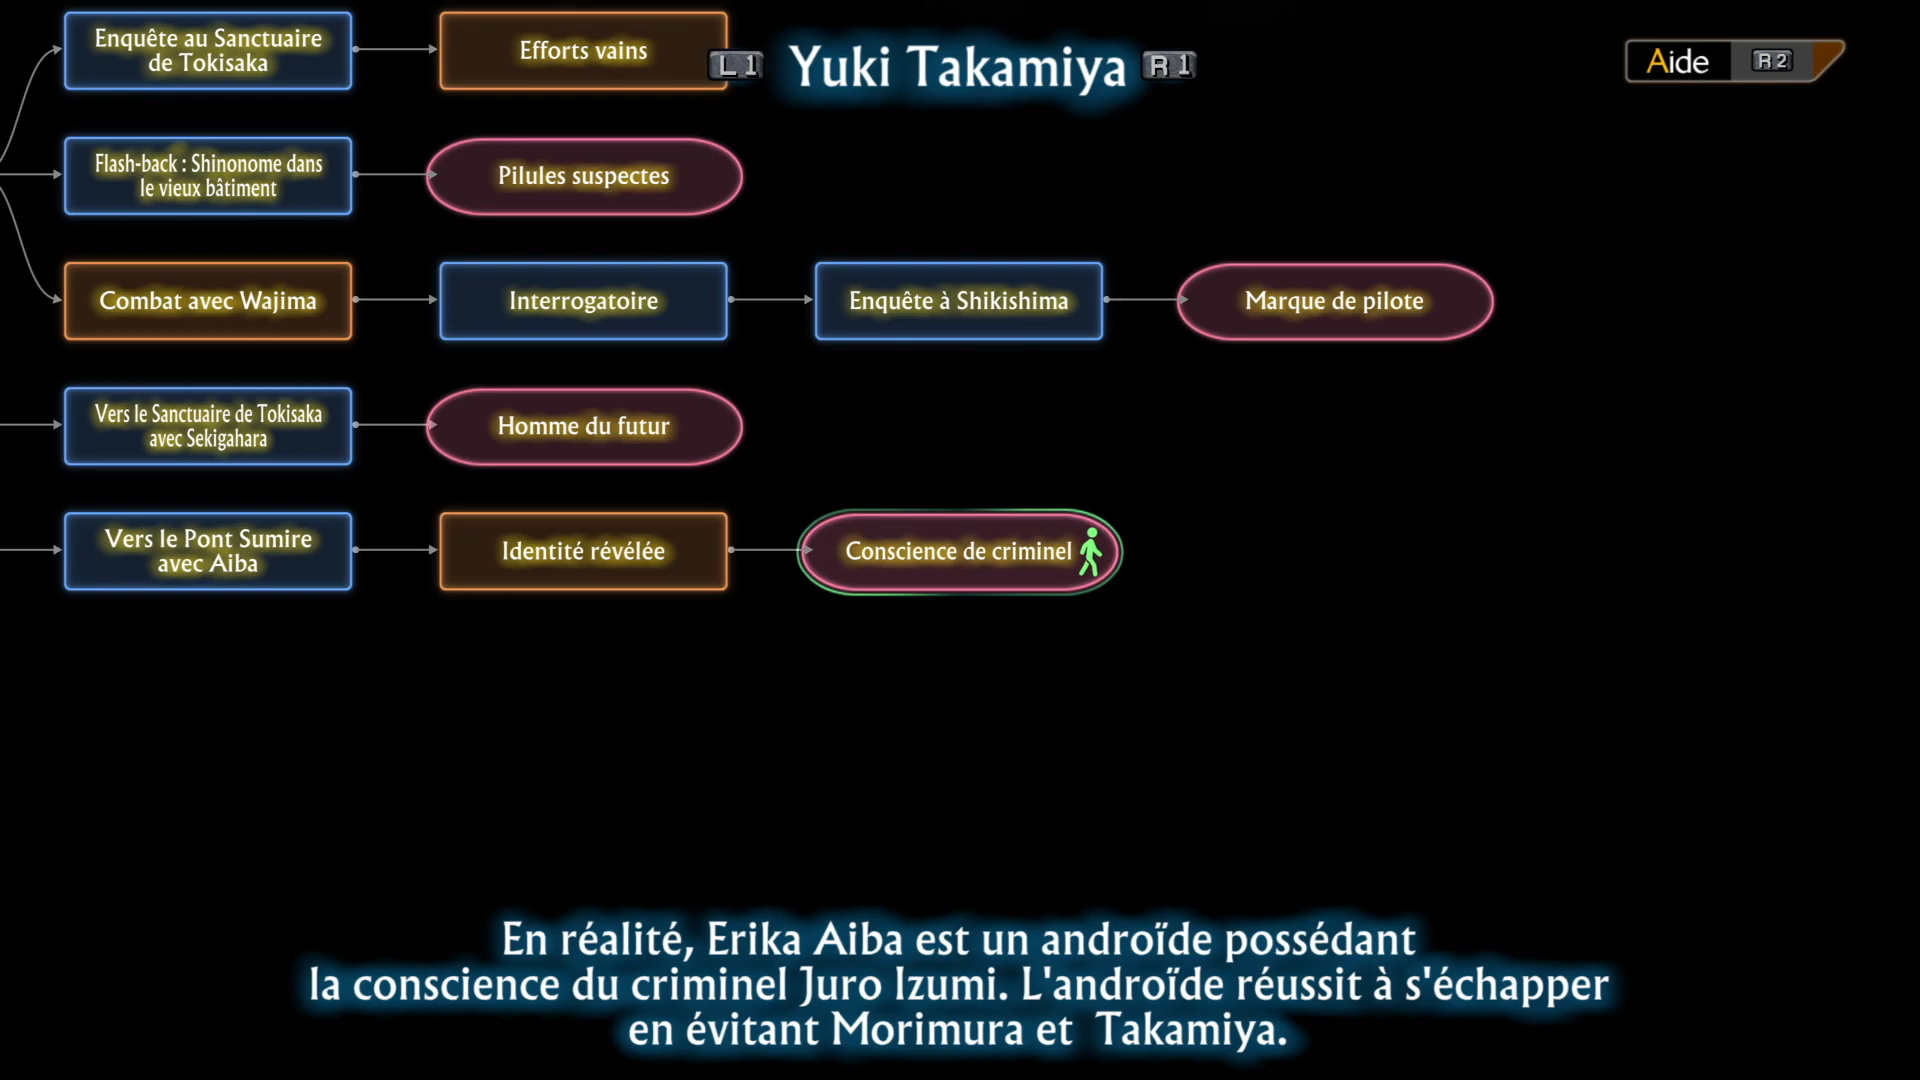 Enquête au Sanctuaire
de Tokisaka
Efforts vains
L1
Yuki Takamiya
R1
Aide
R2
Flash-back : Shinonome dans
le vieux bâtiment
Pilules suspectes
Combat avec Wajima
Interrogatoire
Enquête à Shikishima
Marque de pilote
Vers le Sanctuaire de Tokisaka
avec Sekigahara
Homme du futur
Vers le Pont Sumire
avec Aiba
Identité révélée
Conscience de criminel
En réalité, Erika Aiba est un androïde possédant
la conscience du criminel Juro Izumi. L'androïde réussit à s'échapper
en évitant Morimura et Takamiya.